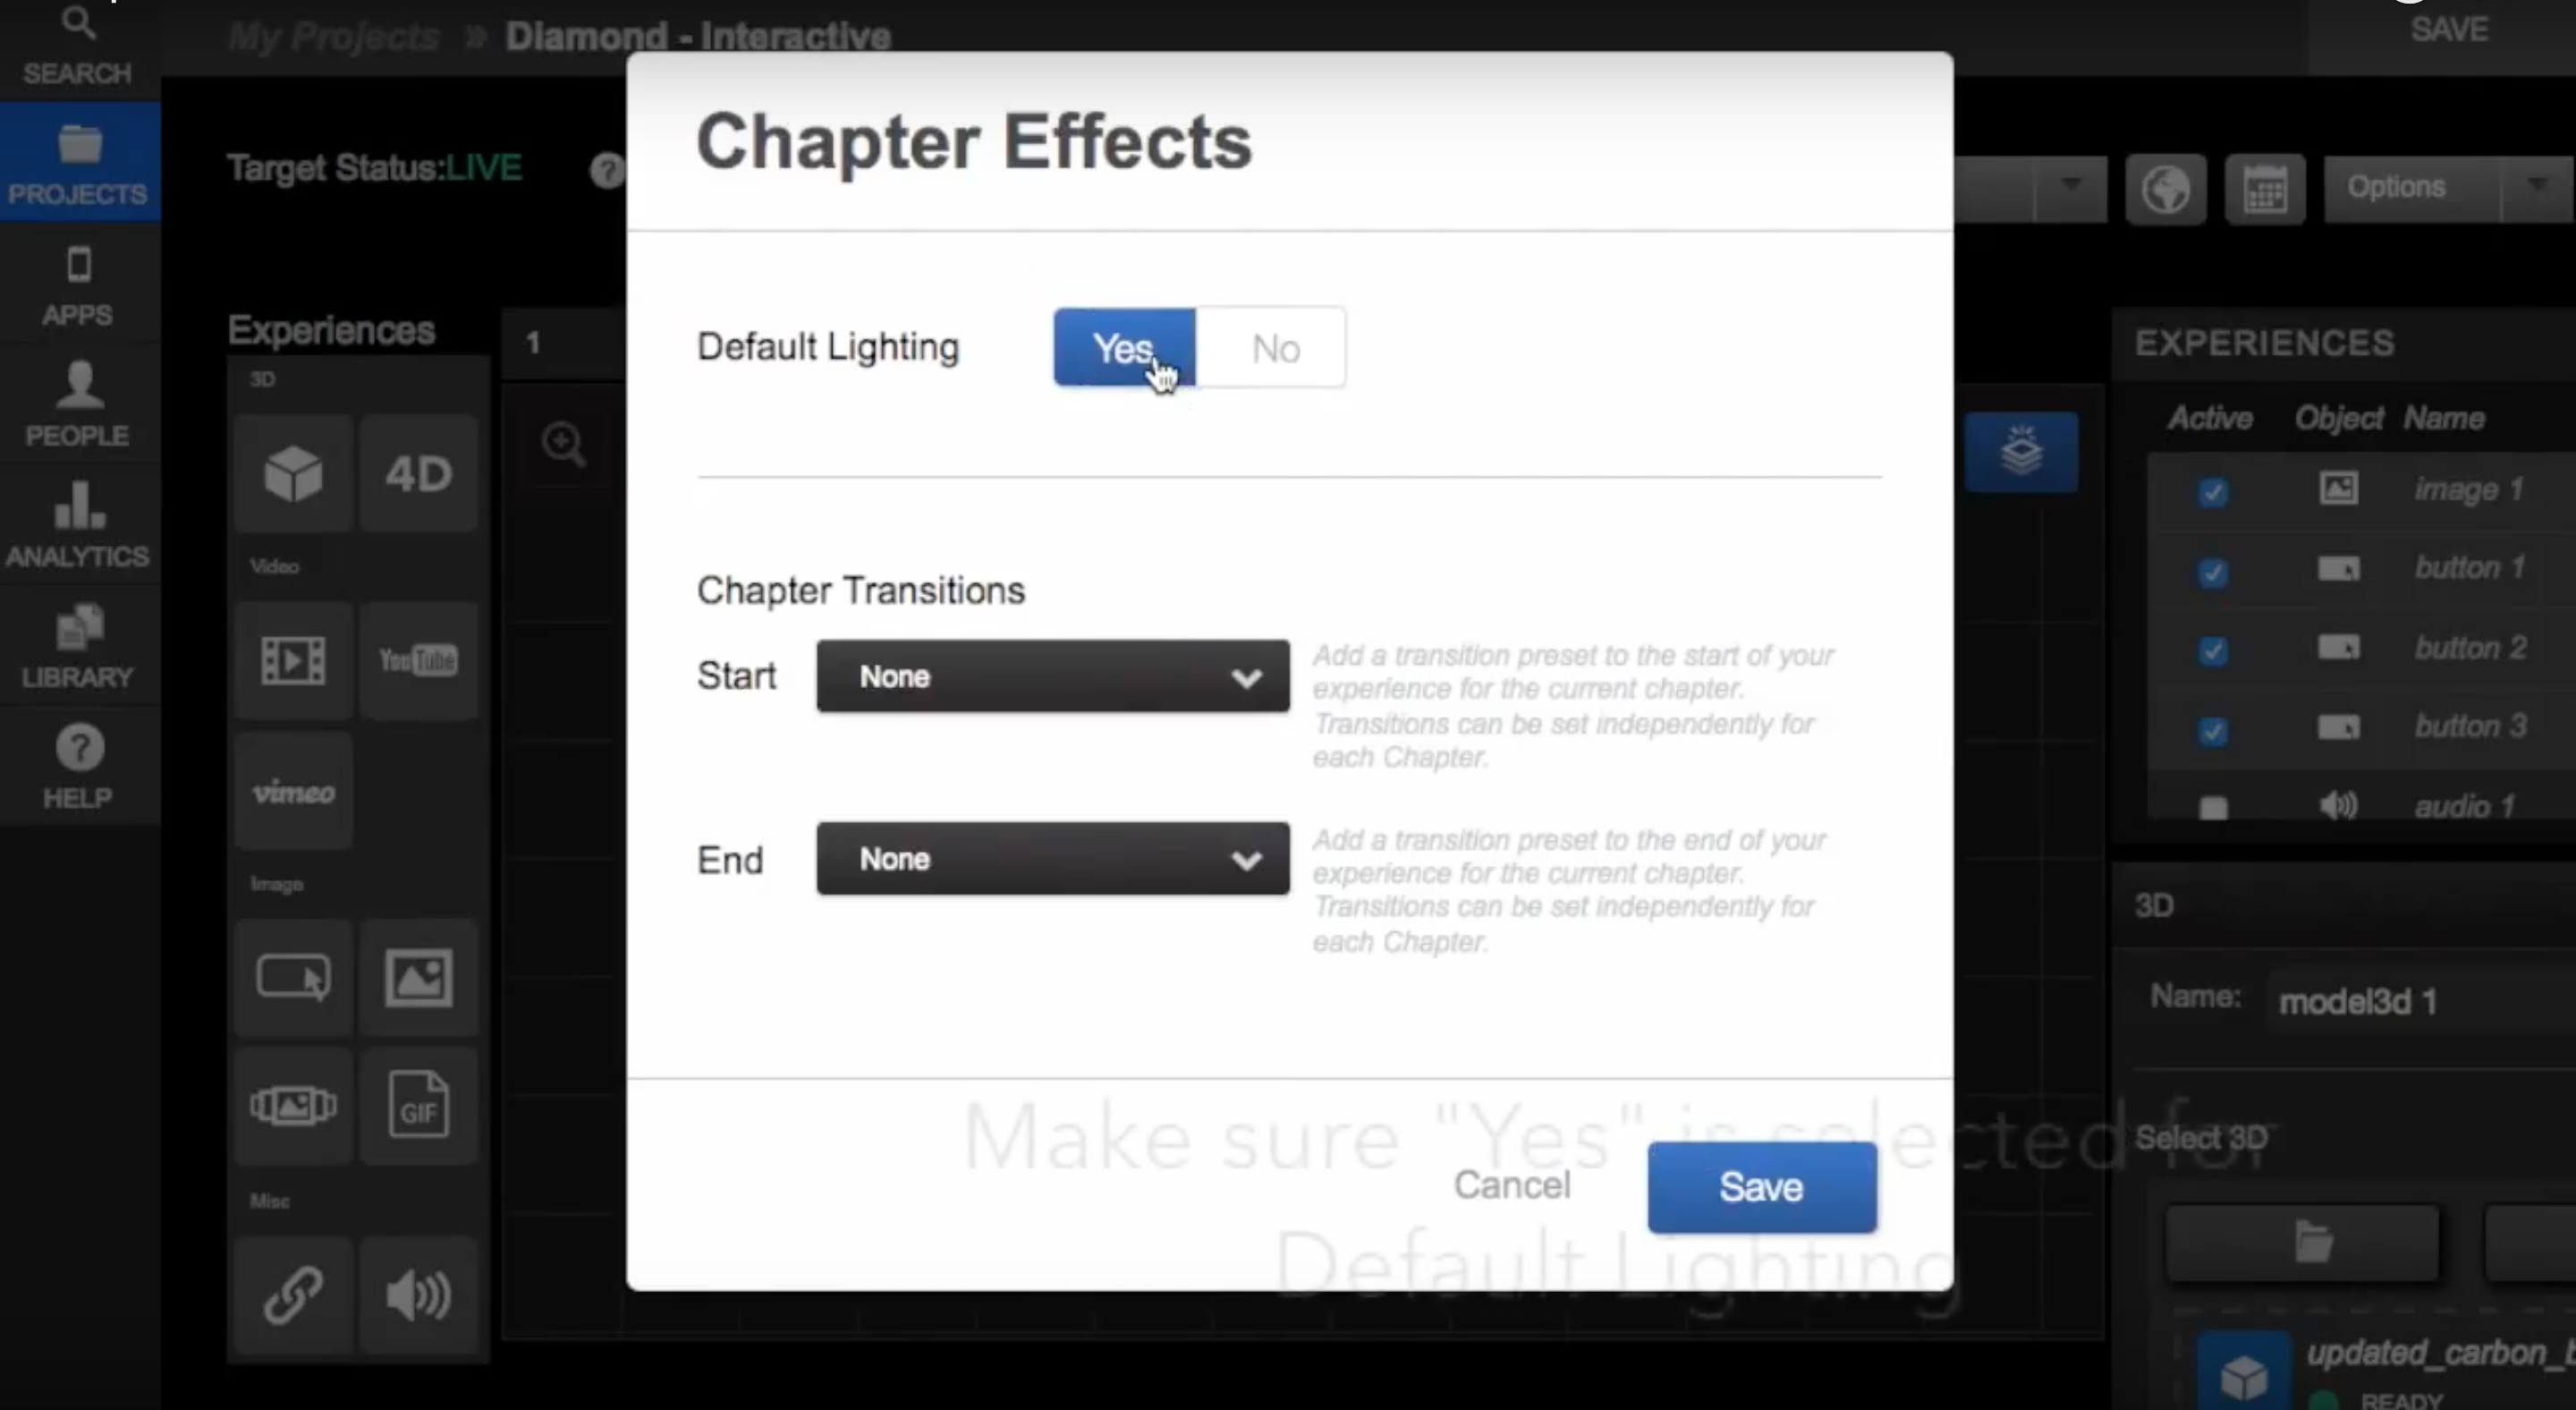 My Projects » Diamond - Interactive
SAVE
SEARCH
PROJECTS
APPS
PEOPLE
ANALYTICS
LIBRARY
HELP
Target Status:LIVE
?
Options
Experiences
1
3D
4D
Video
YouTube
vimeo
Image
GIF
Misc
Chapter Effects
Default Lighting
Yes
No
Chapter Transitions
Start
None
Add a transition preset to the start of your
experience for the current chapter.
Transitions can be set independently for
each Chapter.
End
None
Add a transition preset to the end of your
experience for the current chapter.
Transitions can be set independently for
each Chapter.
Cancel
Save
Make sure "Yes" is selected for
Default Lighting
EXPERIENCES
Active Object Name
image 1
button 1
button 2
button 3
audio 1
3D
Name: model3d 1
Select 3D
updated_carbon_
READY